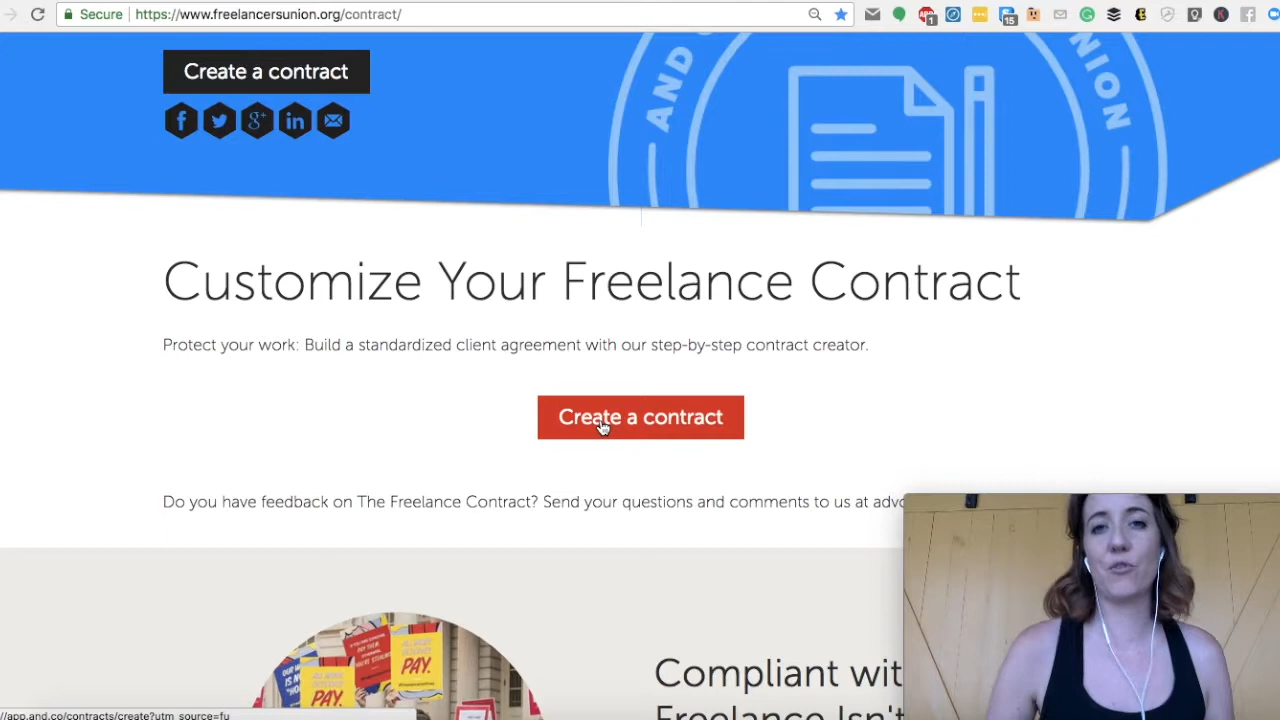 Secure https://www.freelancersunion.org/contract/
1
15
Create a contract
AND
UNION
Customize Your Freelance Contract
Protect your work: Build a standardized client agreement with our step-by-step contract creator.
Create a contract
Do you have feedback on The Freelance Contract? Send your questions and comments to us at
PAY.
PAY.
Compliant
Freelance Isn't
//app.and.co/contracts/create?utm_source=fu